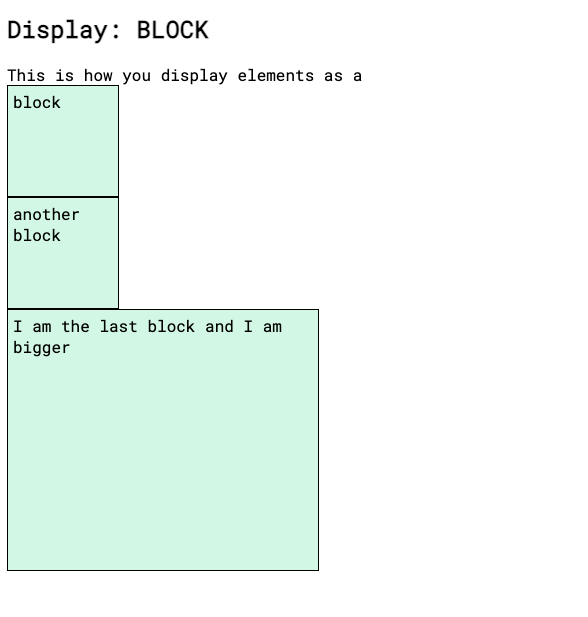 Display: BLOCK
This is how you display elements as a
block
another
block
I am the last block and I am
bigger